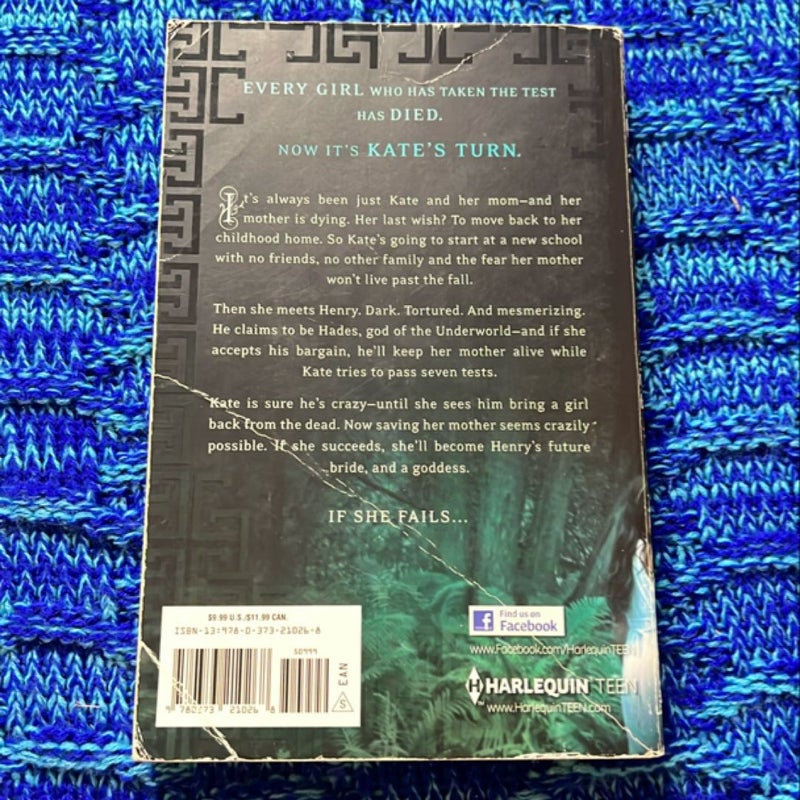 EVERY GIRL WHO HAS TAKEN THE TEST
HAS DIED.
NOW IT'S KATE'S TURN.
It's always been just Kate and her mom—and her
mother is dying. Her last wish? To move back to her
childhood home. So Kate's going to start at a new school
with no friends, no other family and the fear her mother
won't live past the fall.
Then she meets Henry. Dark. Tortured. And mesmerizing.
He claims to be Hades, god of the Underworld—and if she
accepts his bargain, he'll keep her mother alive while
Kate tries to pass seven tests.
Kate is sure he's crazy—until she sees him bring a girl
back from the dead. Now saving her mother seems crazily
possible. If she succeeds, she'll become Henry's future
bride, and a goddess.
IF SHE FAILS...
$9.99 U.S./$11.99 CAN.
ISBN-13:978-0-373-21026-8
50999
EAN
S
9 780373 21026 8
f Find us on
Facebook
www.Facebook.com/HarlequinTEEN
H HARLEQUIN TEEN
TM
www.HarlequinTEEN.com